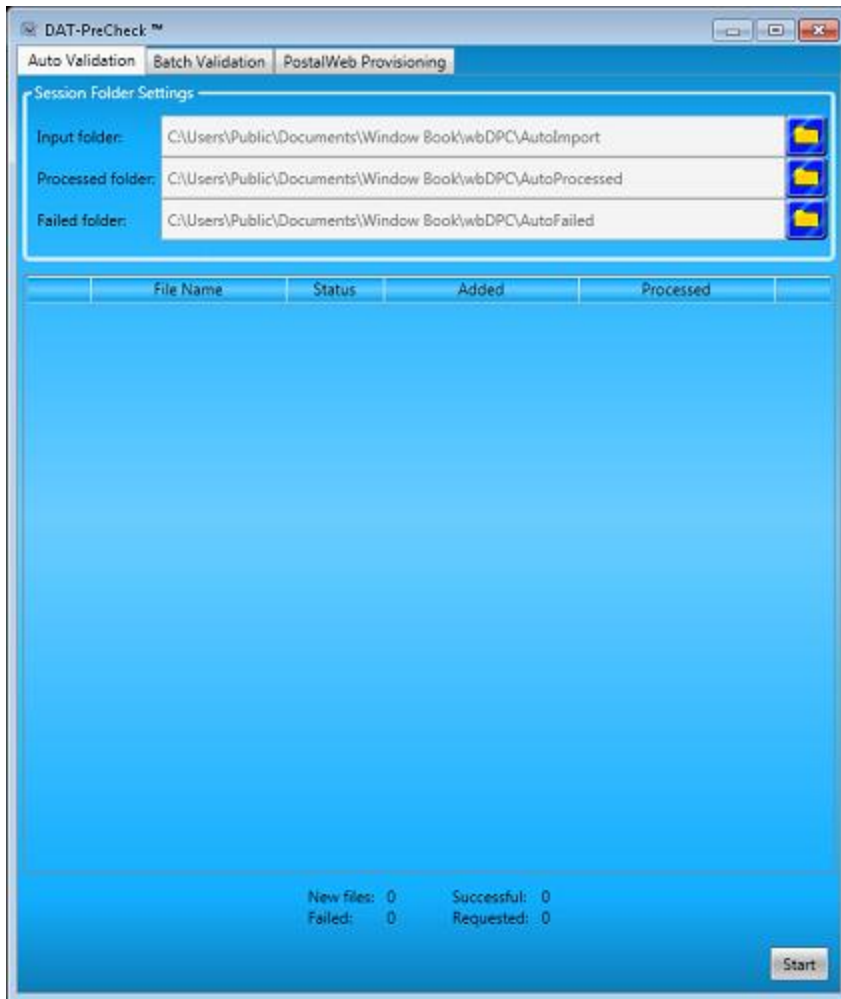 DAT-PreCheck ™
Auto Validation Batch Validation PostalWeb Provisioning
Session Folder Settings
Input folder: C:\Users\Public\Documents\Window Book\wbDPC\AutoImport
Processed folder: C:\Users\Public\Documents\Window Book\wbDPC\AutoProcessed
Failed folder: C:\Users\Public\Documents\Window Book\wbDPC\AutoFailed
File Name Status Added Processed
New files: 0 Successful: 0
Failed: 0 Requested: 0
Start